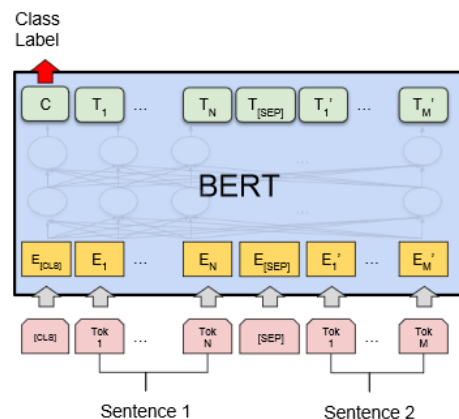 Class
Label
C T1 ... TN T[SEP] T1' ... TM'
...
BERT
...
E[CLS] E1 ... EN E[SEP] E1' ... EM'
[CLS] Tok 1 ... Tok N [SEP] Tok 1 ... Tok M
Sentence 1 Sentence 2